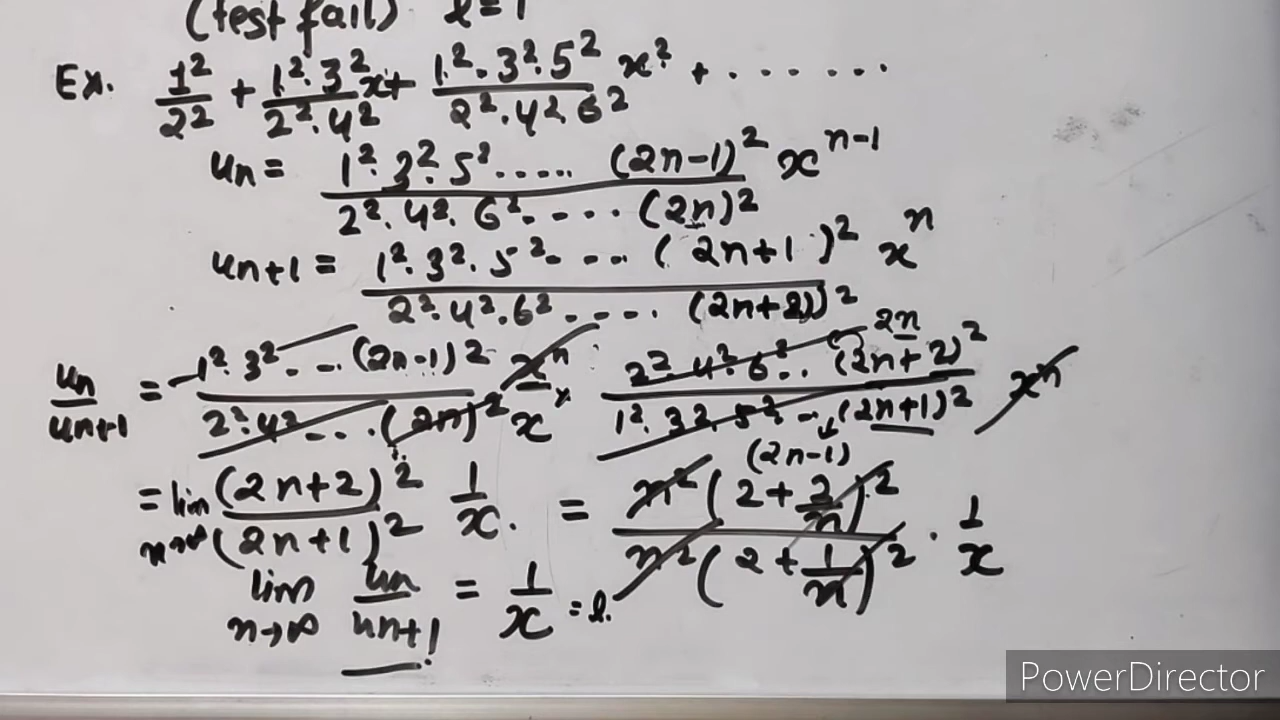 (test fail) l = 1
Ex. 1²/2² + 1²·3²/2²·4² x + 1²·3²·5²/2²·4²·6² x² + .......
un = 1²·3²·5²..... (2n-1)²/2²·4²·6²..... (2n)² x^(n-1)
un+1 = 1²·3²·5²..... (2n+1)²/2²·4²·6²..... (2n+2)² x^n
un/un+1 = 1²·3²... (2n-1)²/2²·4²... (2n)² x^n/x × 2²·4²·6².. 2n (2n+2)²/1²·3²·5².. (2n+1)² x^n
(2n-1)
= lim n→∞ (2n+2)²/(2n+1)² 1/x. = n²(2+2/n)²/n²(2+1/n)² · 1/x
lim n→∞ un/un+1 = 1/x = l.
PowerDirector